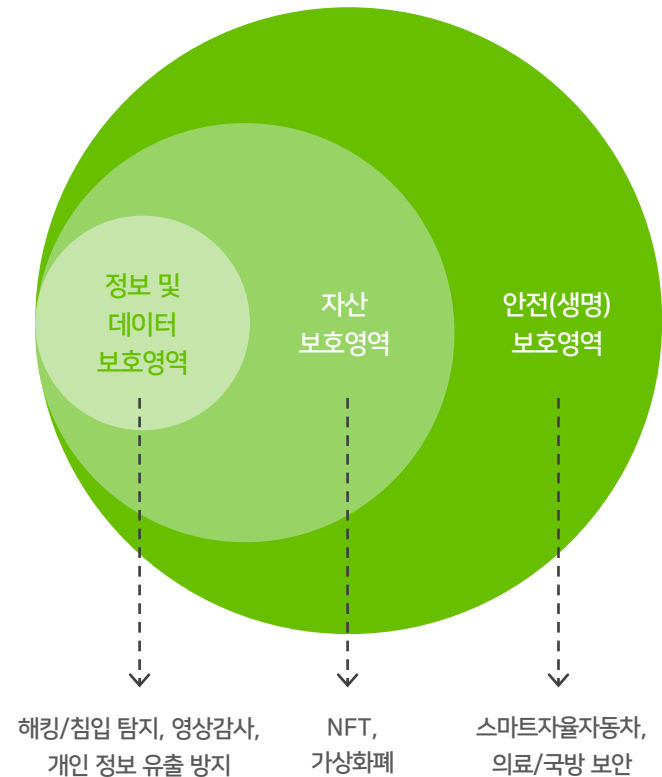 정보 및
데이터
보호영역
자산
보호영역
안전(생명)
보호영역
해킹/침입 탐지, 영상감사,
개인 정보 유출 방지
NFT,
가상화폐
스마트자율자동차,
의료/국방 보안